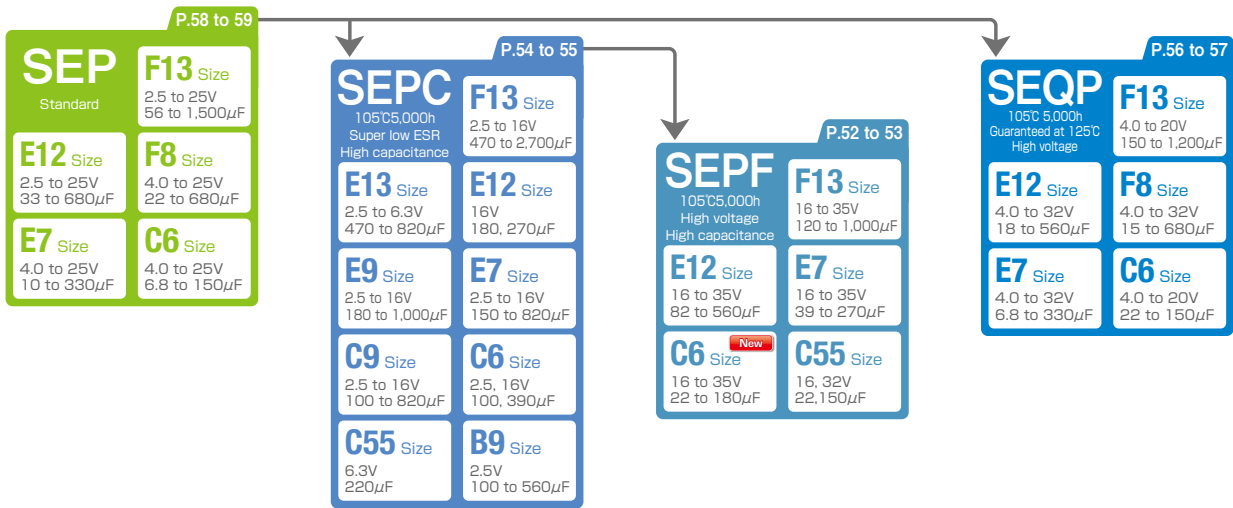 P.58 to 59
SEP
Standard
F13 Size
2.5 to 25V
56 to 1,500μF
E12 Size
2.5 to 25V
33 to 680μF
F8 Size
4.0 to 25V
22 to 680μF
E7 Size
4.0 to 25V
10 to 330μF
C6 Size
4.0 to 25V
6.8 to 150μF
P.54 to 55
SEPC
105℃5,000h
Super low ESR
High capacitance
F13 Size
2.5 to 16V
470 to 2,700μF
E13 Size
2.5 to 6.3V
470 to 820μF
E12 Size
16V
180, 270μF
E9 Size
2.5 to 16V
180 to 1,000μF
E7 Size
2.5 to 16V
150 to 820μF
C9 Size
2.5 to 16V
100 to 820μF
C6 Size
2.5, 16V
100, 390μF
C55 Size
6.3V
220μF
B9 Size
2.5V
100 to 560μF
P.52 to 53
SEPF
105℃5,000h
High voltage
High capacitance
F13 Size
16 to 35V
120 to 1,000μF
E12 Size
16 to 35V
82 to 560μF
E7 Size
16 to 35V
39 to 270μF
New
C6 Size
16 to 35V
22 to 180μF
C55 Size
16, 32V
22,150μF
P.56 to 57
SEQP
105℃ 5,000h
Guaranteed at 125℃
High voltage
F13 Size
4.0 to 20V
150 to 1,200μF
E12 Size
4.0 to 32V
18 to 560μF
F8 Size
4.0 to 32V
15 to 680μF
E7 Size
4.0 to 32V
6.8 to 330μF
C6 Size
4.0 to 20V
22 to 150μF